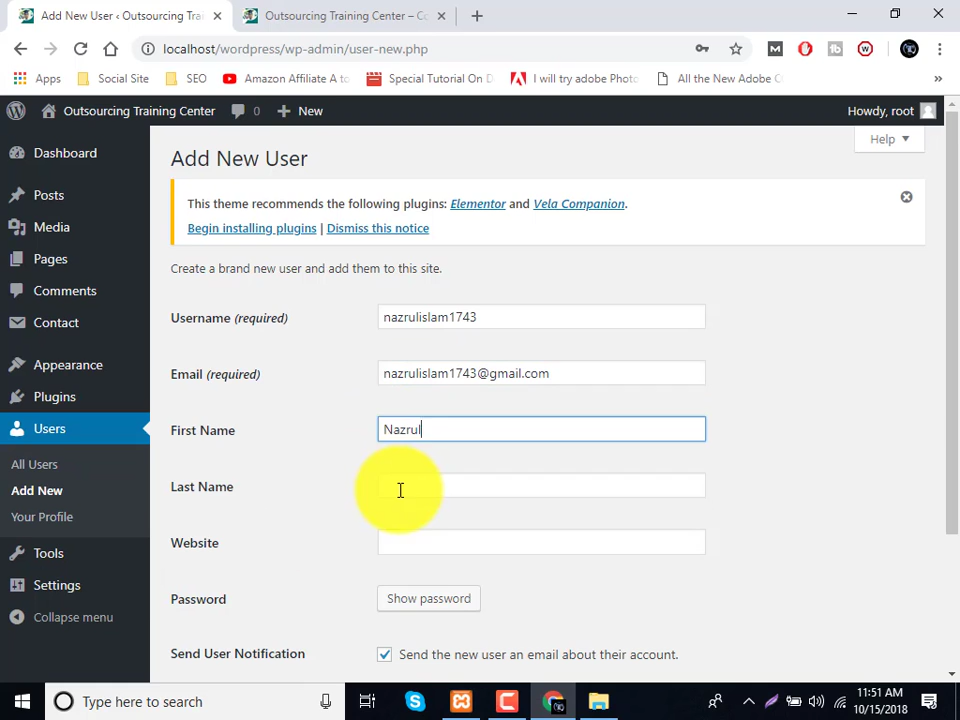 Add New User ‹ Outsourcing Trai
Outsourcing Training Center – Co
localhost/wordpress/wp-admin/user-new.php
Apps
Social Site
SEO
Amazon Affiliate A to
Special Tutorial On D
I will try adobe Photo
All the New Adobe C
»
Outsourcing Training Center
0
New
Howdy, root
Dashboard
Posts
Media
Pages
Comments
Contact
Appearance
Plugins
Users
All Users
Add New
Your Profile
Tools
Settings
Collapse menu
Help
Add New User
This theme recommends the following plugins: Elementor and Vela Companion.
Begin installing plugins | Dismiss this notice
Create a brand new user and add them to this site.
Username (required)
nazrulislam1743
Email (required)
nazrulislam1743@gmail.com
First Name
Nazrul
Last Name
Website
Password
Show password
Send User Notification
Send the new user an email about their account.
Type here to search
11:51 AM
10/15/2018